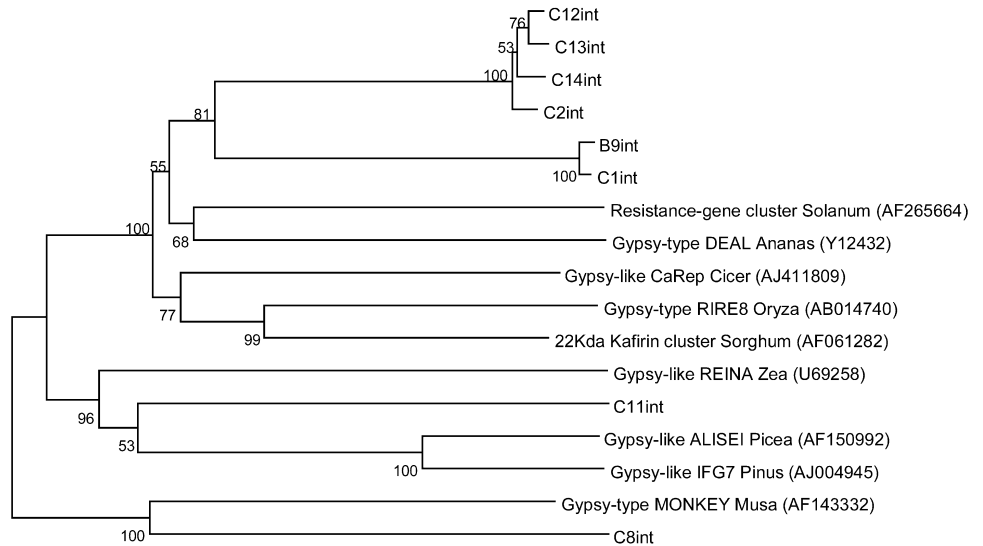 C12int
76
C13int
53
C14int
100
C2int
81
B9int
55
100
C1int
Resistance-gene cluster Solanum (AF265664)
100
68
Gypsy-type DEAL Ananas (Y12432)
Gypsy-like CaRep Cicer (AJ411809)
77
Gypsy-type RIRE8 Oryza (AB014740)
99
22Kda Kafirin cluster Sorghum (AF061282)
Gypsy-like REINA Zea (U69258)
96
C11int
53
Gypsy-like ALISEI Picea (AF150992)
100
Gypsy-like IFG7 Pinus (AJ004945)
Gypsy-type MONKEY Musa (AF143332)
100
C8int